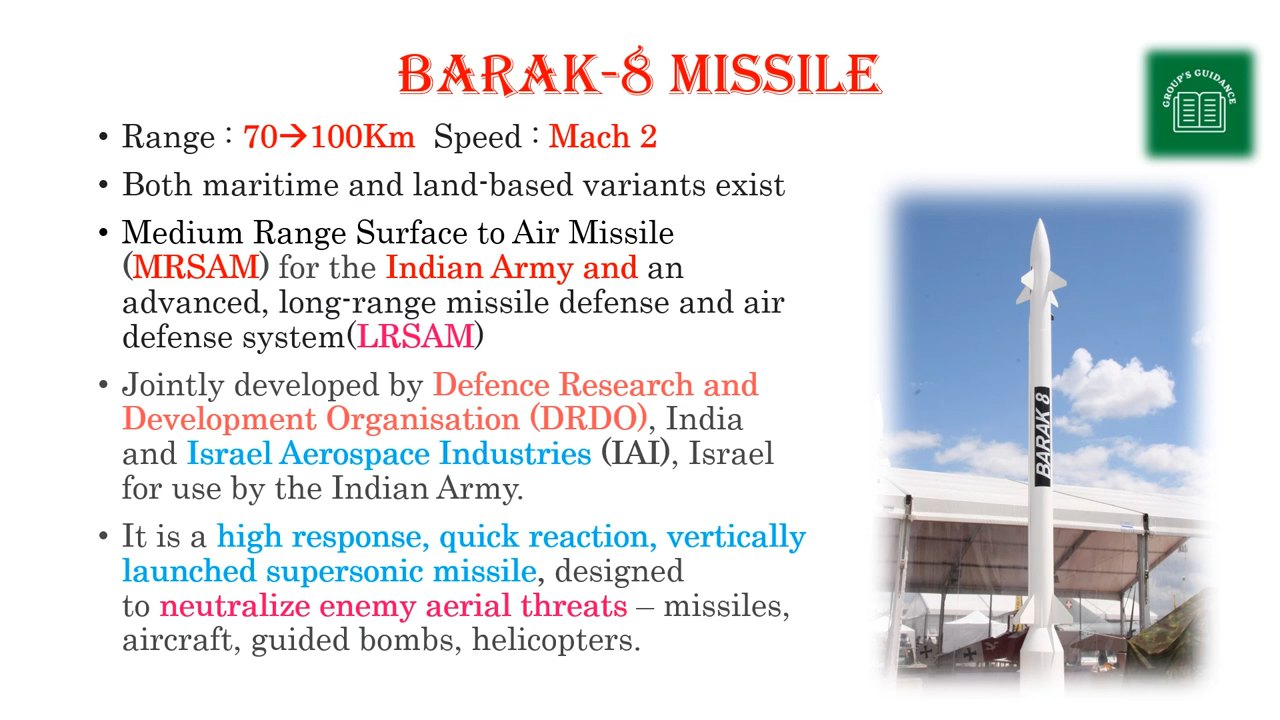 BARAK-8 MISSILE
GROUP'S GUIDANCE
• Range : 70→100Km Speed : Mach 2
• Both maritime and land-based variants exist
• Medium Range Surface to Air Missile
(MRSAM) for the Indian Army and an
advanced, long-range missile defense and air
defense system(LRSAM)
• Jointly developed by Defence Research and
Development Organisation (DRDO), India
and Israel Aerospace Industries (IAI), Israel
for use by the Indian Army.
• It is a high response, quick reaction, vertically
launched supersonic missile, designed
to neutralize enemy aerial threats – missiles,
aircraft, guided bombs, helicopters.
BARAK 8